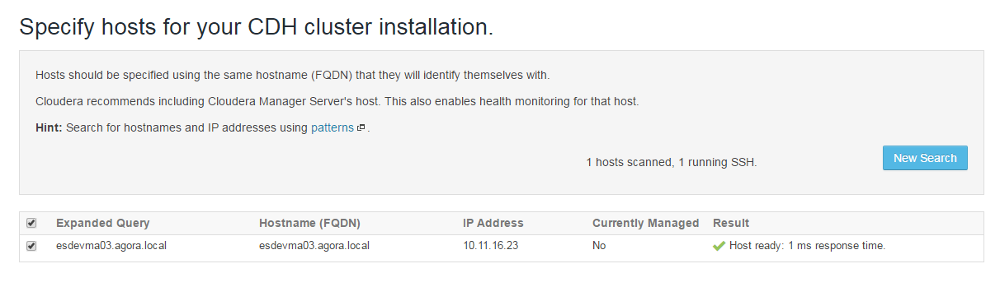 Specify hosts for your CDH cluster installation.
Hosts should be specified using the same hostname (FQDN) that they will identify themselves with.
Cloudera recommends including Cloudera Manager Server's host. This also enables health monitoring for that host.
Hint: Search for hostnames and IP addresses using patterns .
1 hosts scanned, 1 running SSH.
New Search
Expanded Query Hostname (FQDN) IP Address Currently Managed Result
esdevma03.agora.local esdevma03.agora.local 10.11.16.23 No Host ready: 1 ms response time.